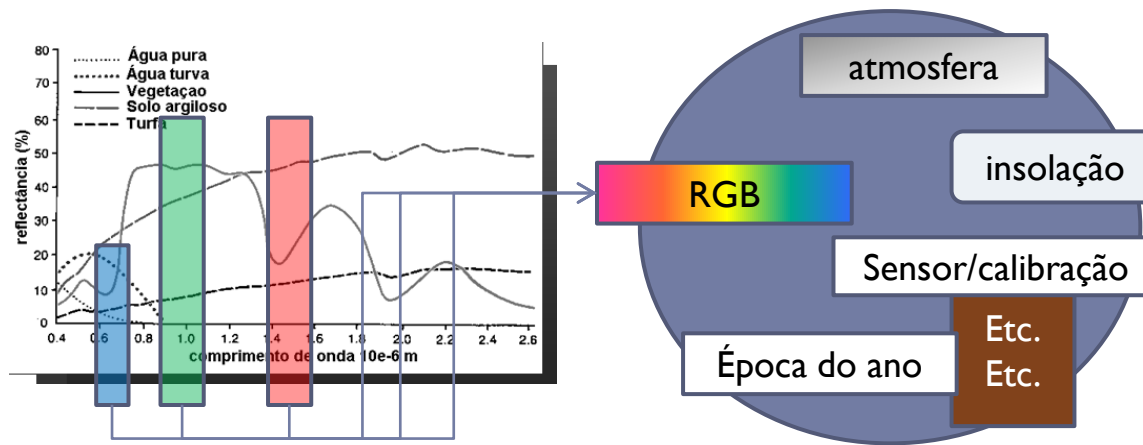 80
70
60
50
40
30
20
10
0
reflectância (%)
Água pura
Água turva
Vegetaçao
Solo argiloso
Turfa
0.4 0.6 0.8 1.0 1.2 1.4 1.6 1.8 2.0 2.2 2.4 2.6
comprimento de onda 10e-6 m
atmosfera
insolação
RGB
Sensor/calibração
Época do ano
Etc.
Etc.